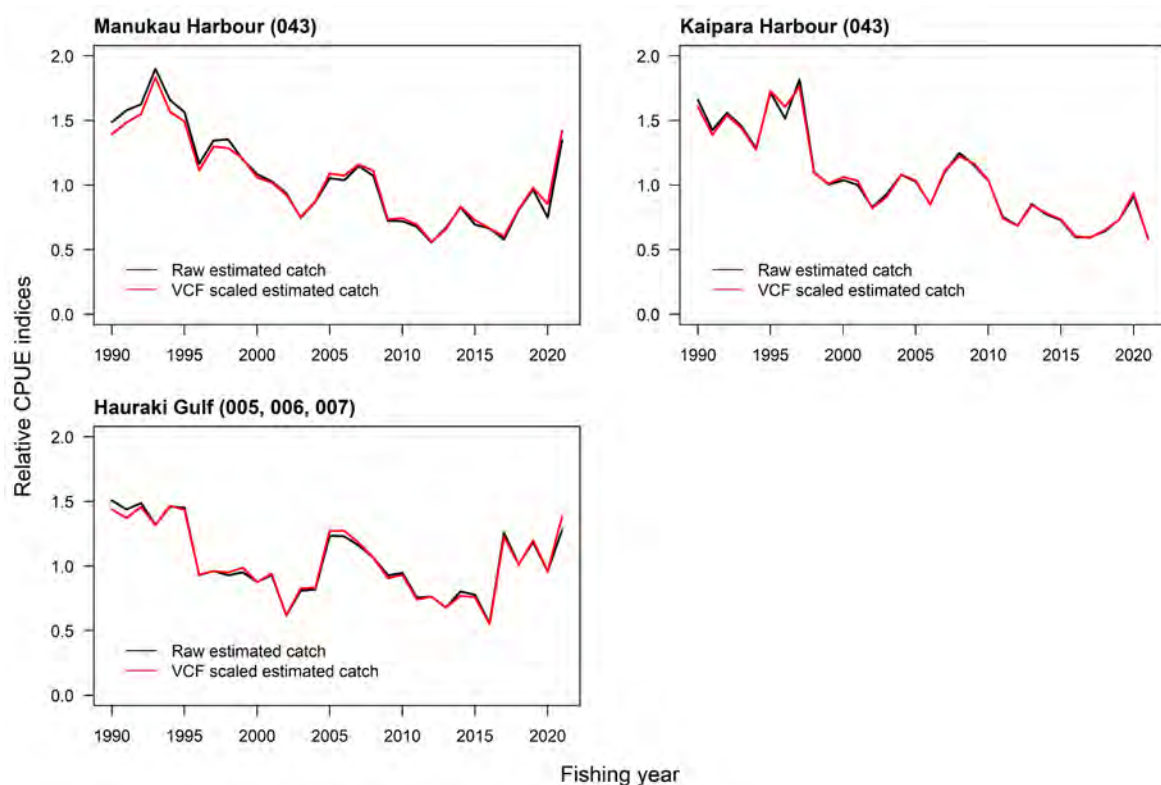 Manukau Harbour (043)
2.0
1.5
1.0
0.5
0.0
Raw estimated catch
VCF scaled estimated catch
1990 1995 2000 2005 2010 2015 2020
Kaipara Harbour (043)
2.0
1.5
1.0
0.5
0.0
Raw estimated catch
VCF scaled estimated catch
1990 1995 2000 2005 2010 2015 2020
Relative CPUE indices
Hauraki Gulf (005, 006, 007)
2.0
1.5
1.0
0.5
0.0
Raw estimated catch
VCF scaled estimated catch
1990 1995 2000 2005 2010 2015 2020
Fishing year